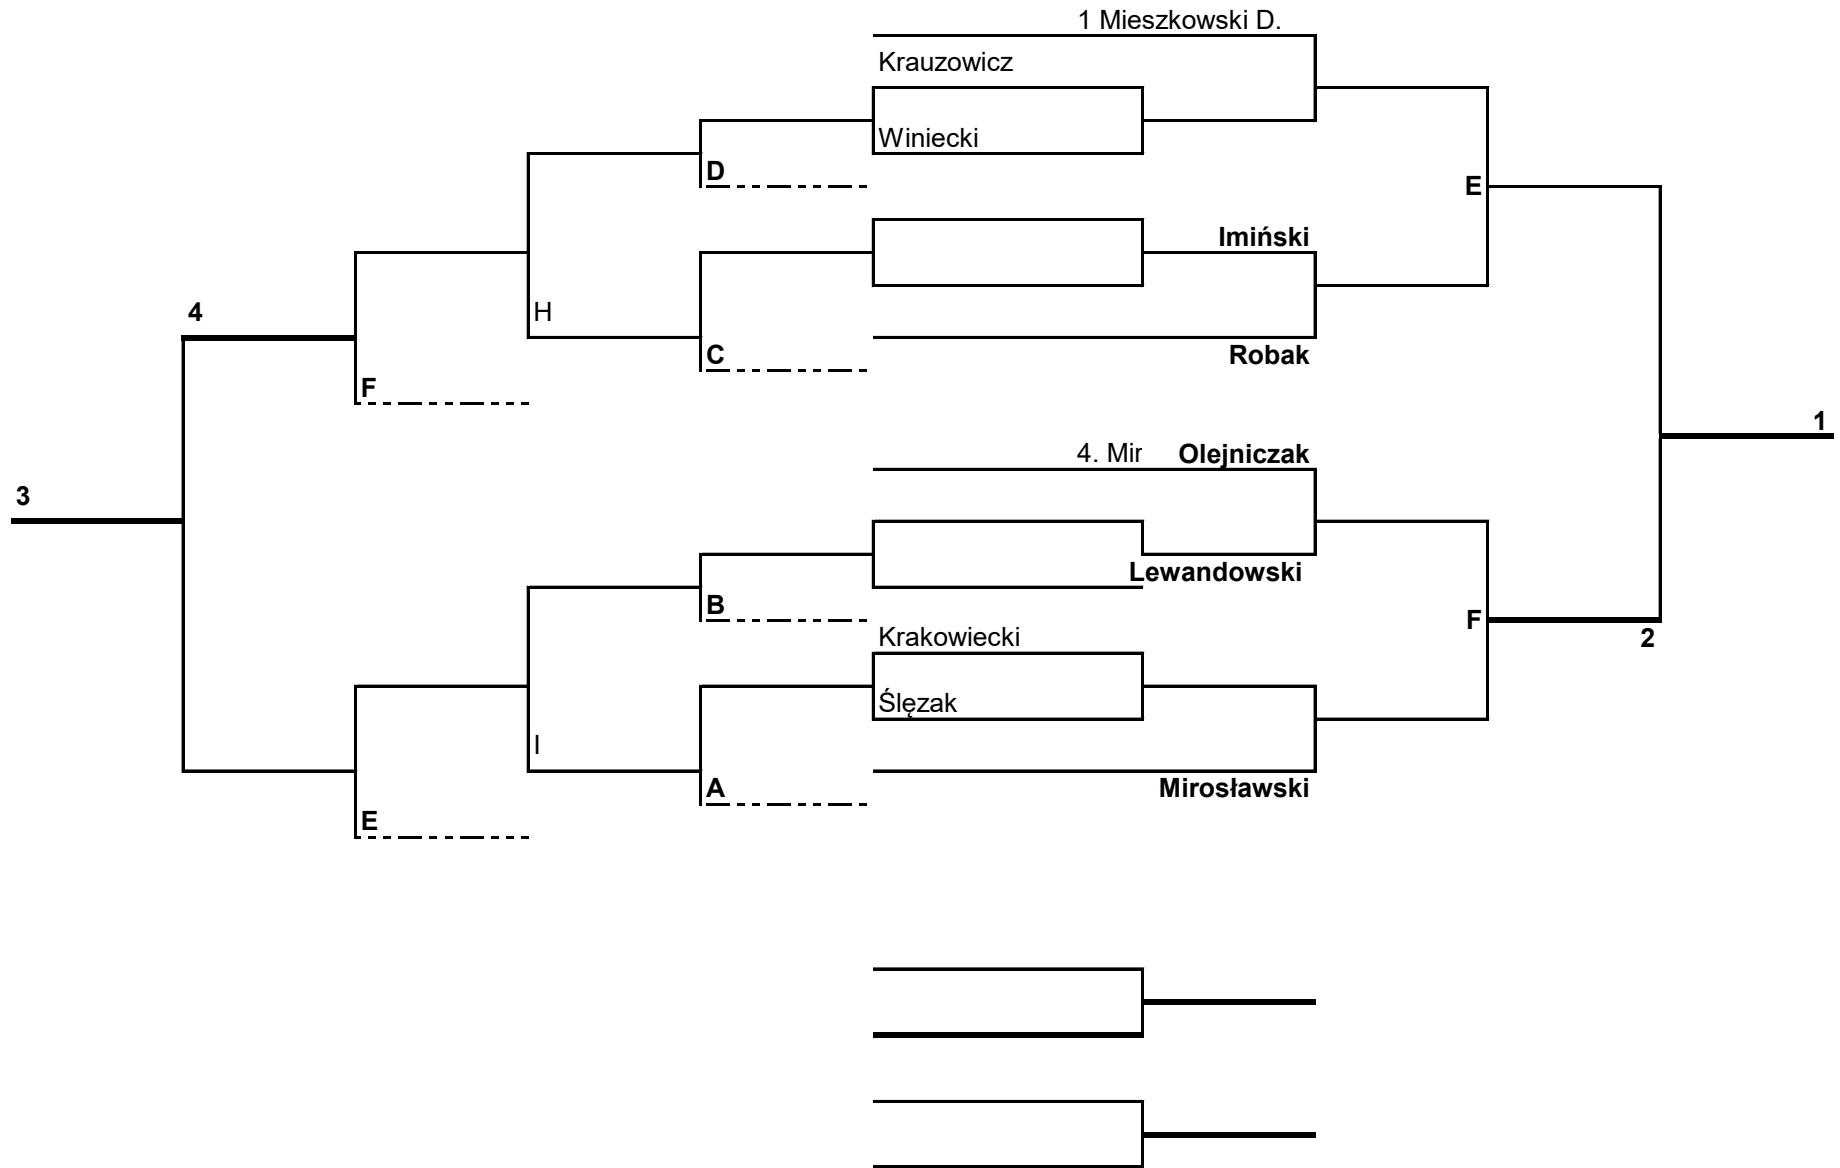 1 Mieszkowski D.
Krauzowicz
Winiecki
D
E
Imiński
4
H
C
Robak
F
1
4. Mir Olejniczak
3
Lewandowski
B
F
Krakowiecki
2
Ślęzak
I
A
Mirosławski
E